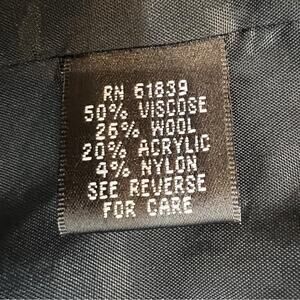 RN 61839
50% VISCOSE
26% WOOL
20% ACRYLIC
4% NYLON
SEE REVERSE
FOR CARE